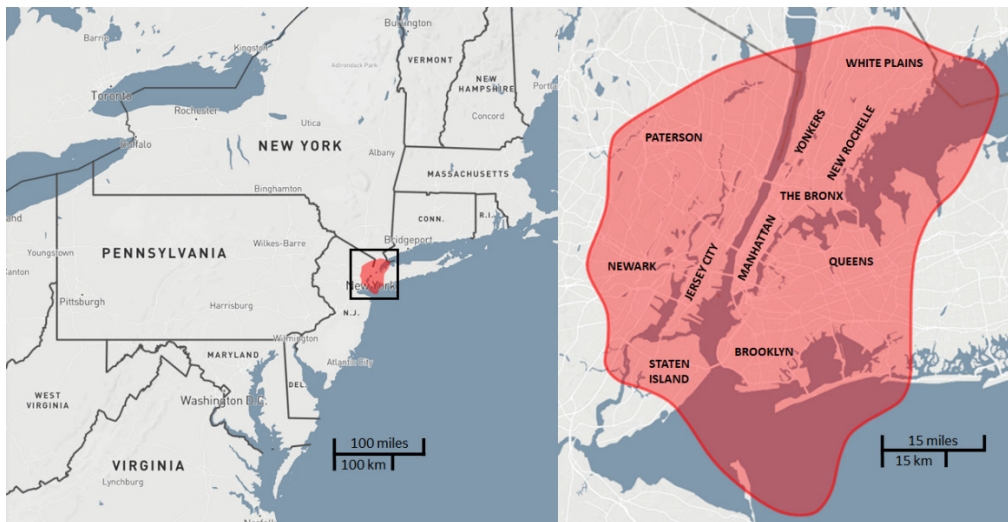 Burlington
Barrie
Kingston
VERMONT
Adirondack Park
NEW
HAMPSHIRE
Toronto
Rochester
Utica
Concord
NEW YORK
Albany
MASSACHUSETTS
Binghamton
CONN.
R.I.
Bridgeport
Youngstown
PENNSYLVANIA
Wilkes-Barre
New York
Canton
Pittsburgh
Harrisburg
N.J.
Wilmington
MARYLAND
Atlantic City
DEL.
WEST
VIRGINIA
Washington D.C.
100 miles
100 km
VIRGINIA
Lynchburg
WHITE PLAINS
PATERSON
YONKERS
NEW ROCHELLE
THE BRONX
MANHATTAN
QUEENS
NEWARK
JERSEY CITY
BROOKLYN
STATEN
ISLAND
15 miles
15 km